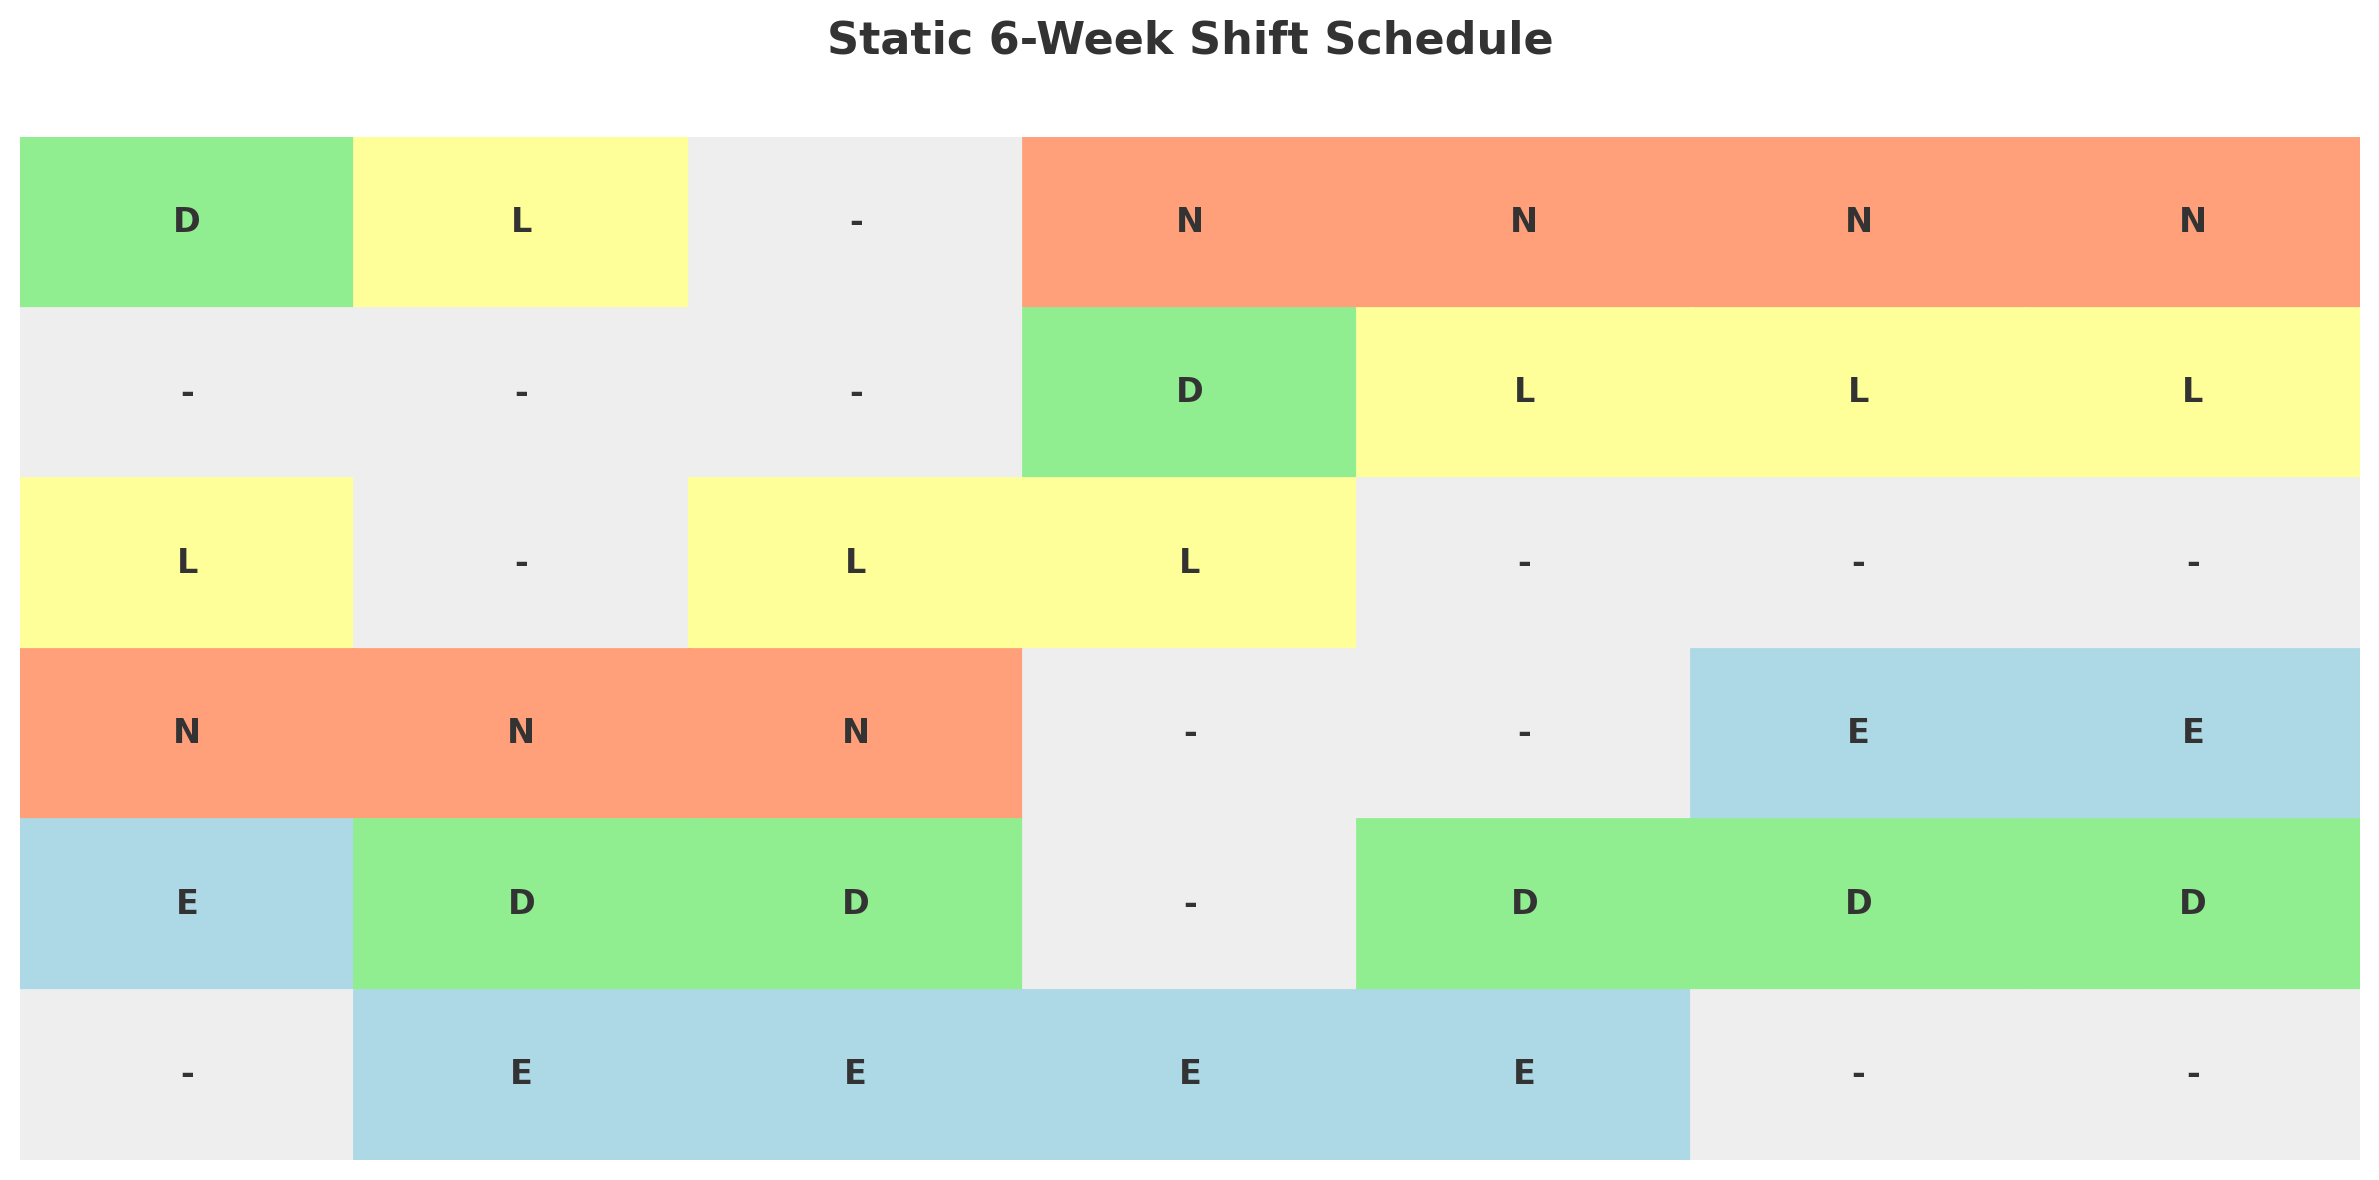 Static 6-Week Shift Schedule
D L - N N N N
- - - D L L L
L - L L - - -
N N N - - E E
E D D - D D D
- E E E E - -